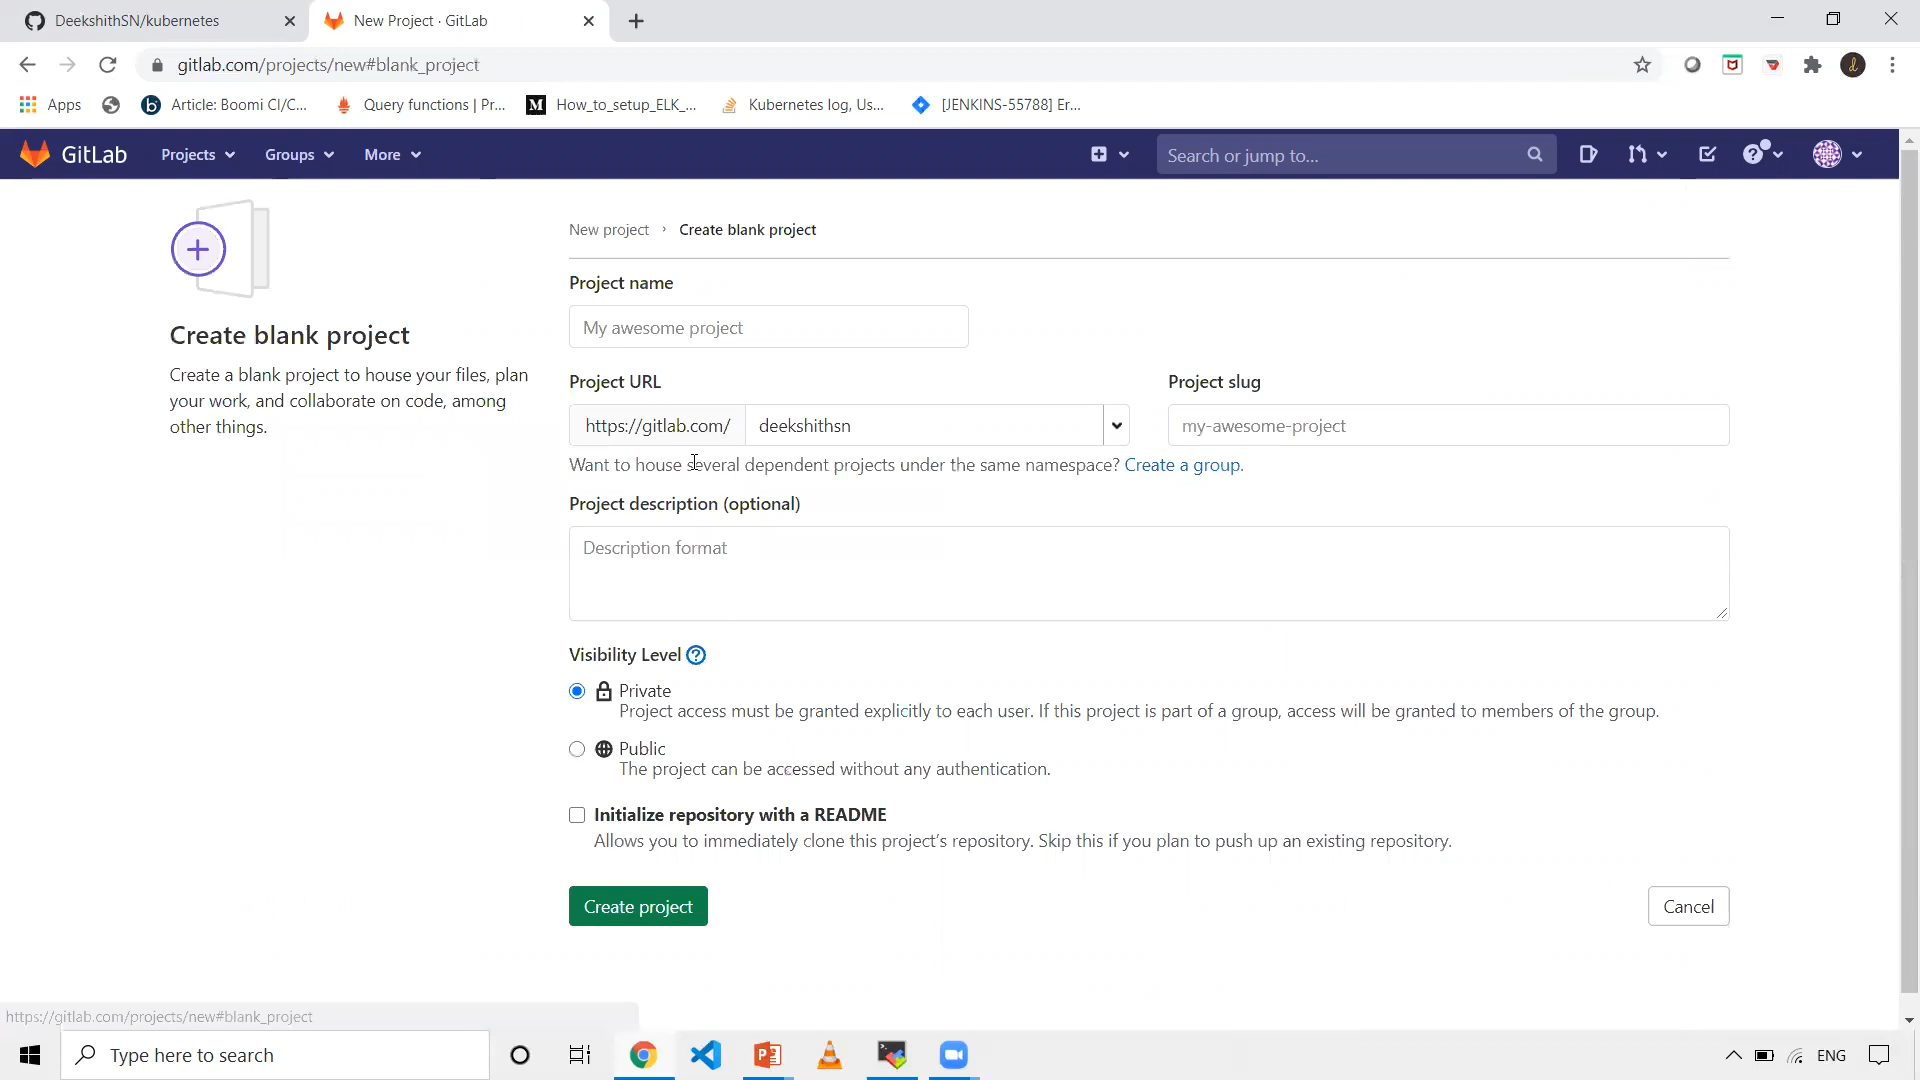 DeekshithSN/kubernetes
New Project · GitLab
gitlab.com/projects/new#blank_project
Apps
Article: Boomi CI/C...
Query functions | Pr...
M How_to_setup_ELK_...
Kubernetes log, Us...
[JENKINS-55788] Er...
GitLab Projects Groups More
Search or jump to...
New project › Create blank project
Project name
My awesome project
Create blank project
Create a blank project to house your files, plan
your work, and collaborate on code, among
other things.
Project URL
Project slug
https://gitlab.com/ deekshithsn
my-awesome-project
Want to house several dependent projects under the same namespace? Create a group.
Project description (optional)
Description format
Visibility Level
Private
Project access must be granted explicitly to each user. If this project is part of a group, access will be granted to members of the group.
Public
The project can be accessed without any authentication.
Initialize repository with a README
Allows you to immediately clone this project's repository. Skip this if you plan to push up an existing repository.
Create project
Cancel
https://gitlab.com/projects/new#blank_project
Type here to search
ENG